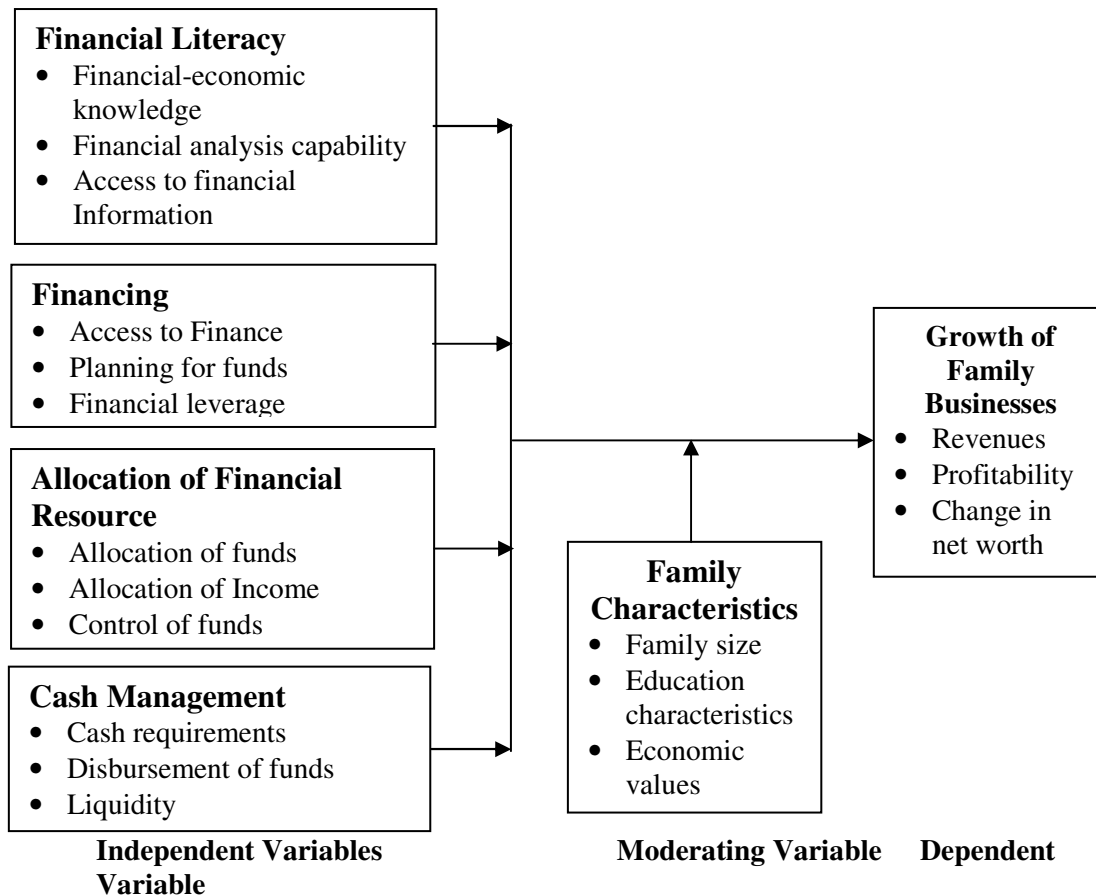 Financial Literacy
• Financial-economic
knowledge
• Financial analysis capability
• Access to financial
Information
Financing
• Access to Finance
• Planning for funds
• Financial leverage
Allocation of Financial
Resource
• Allocation of funds
• Allocation of Income
• Control of funds
Cash Management
• Cash requirements
• Disbursement of funds
• Liquidity
Family
Characteristics
• Family size
• Education
characteristics
• Economic
values
Growth of
Family
Businesses
• Revenues
• Profitability
• Change in
net worth
Independent Variables Moderating Variable Dependent
Variable